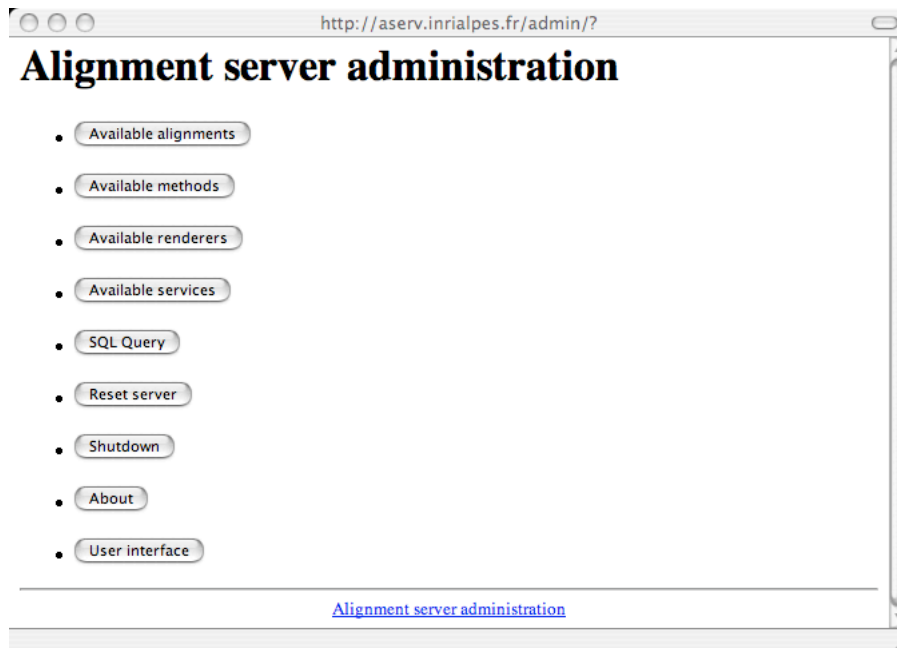 http://aserv.inrialpes.fr/admin/?
Alignment server administration
Available alignments
Available methods
Available renderers
Available services
SQL Query
Reset server
Shutdown
About
User interface
Alignment server administration